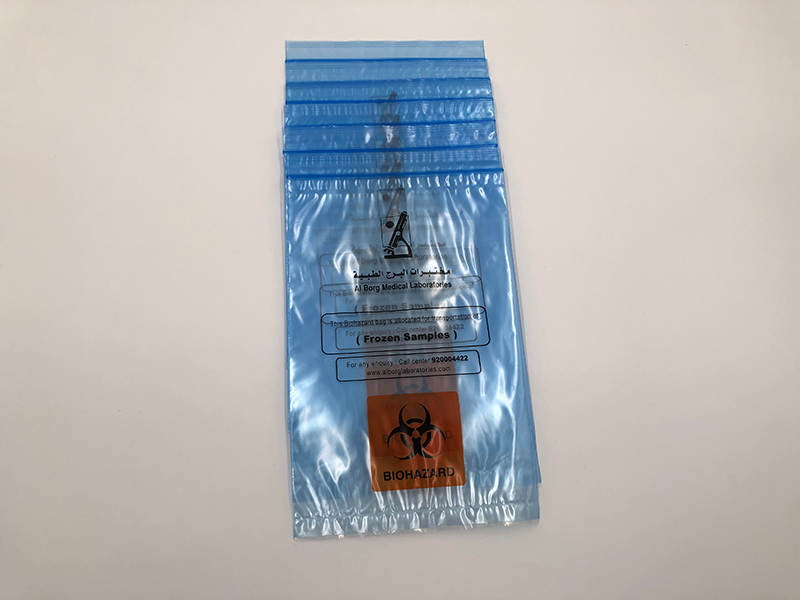 مختبرات البرج الطبية
Al Borg Medical Laboratories
This Biohazard bag is allocated for transportation of
( Frozen Samples )
For any enquiry : Call center 920004422
www.alborglaboratories.com
BIOHAZARD